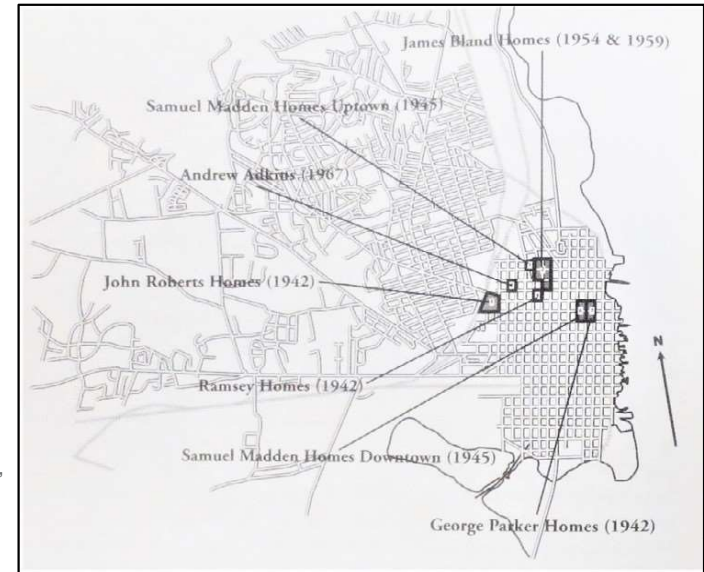 James Bland Homes (1954 & 1959)
Samuel Madden Homes Uptown (1945)
Andrew Adkins (1967)
John Roberts Homes (1942)
N
Ramsey Homes (1942)
Samuel Madden Homes Downtown (1945)
George Parker Homes (1942)
,